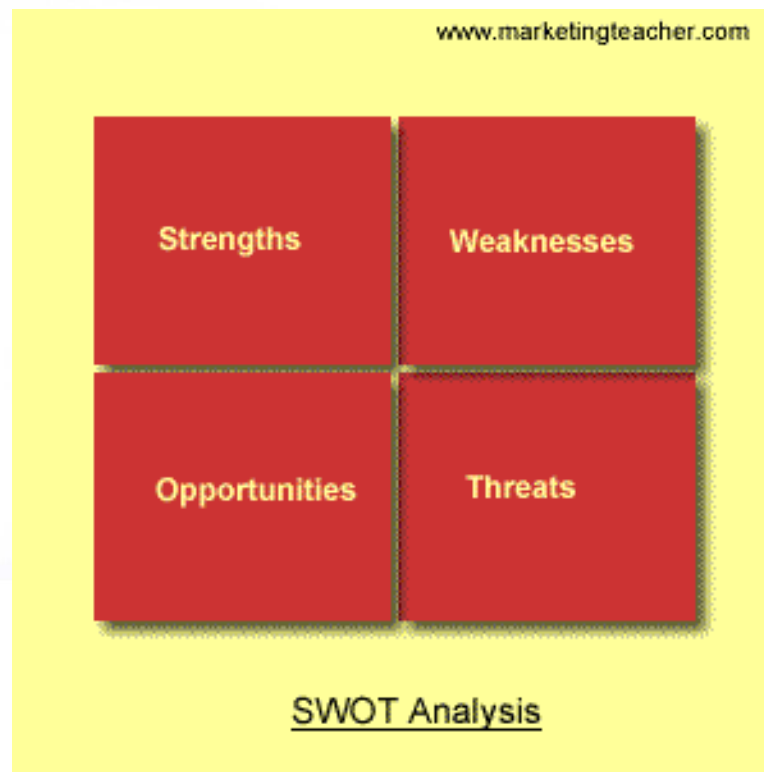 www.marketingteacher.com
Strengths
Weaknesses
Opportunities
Threats
SWOT Analysis